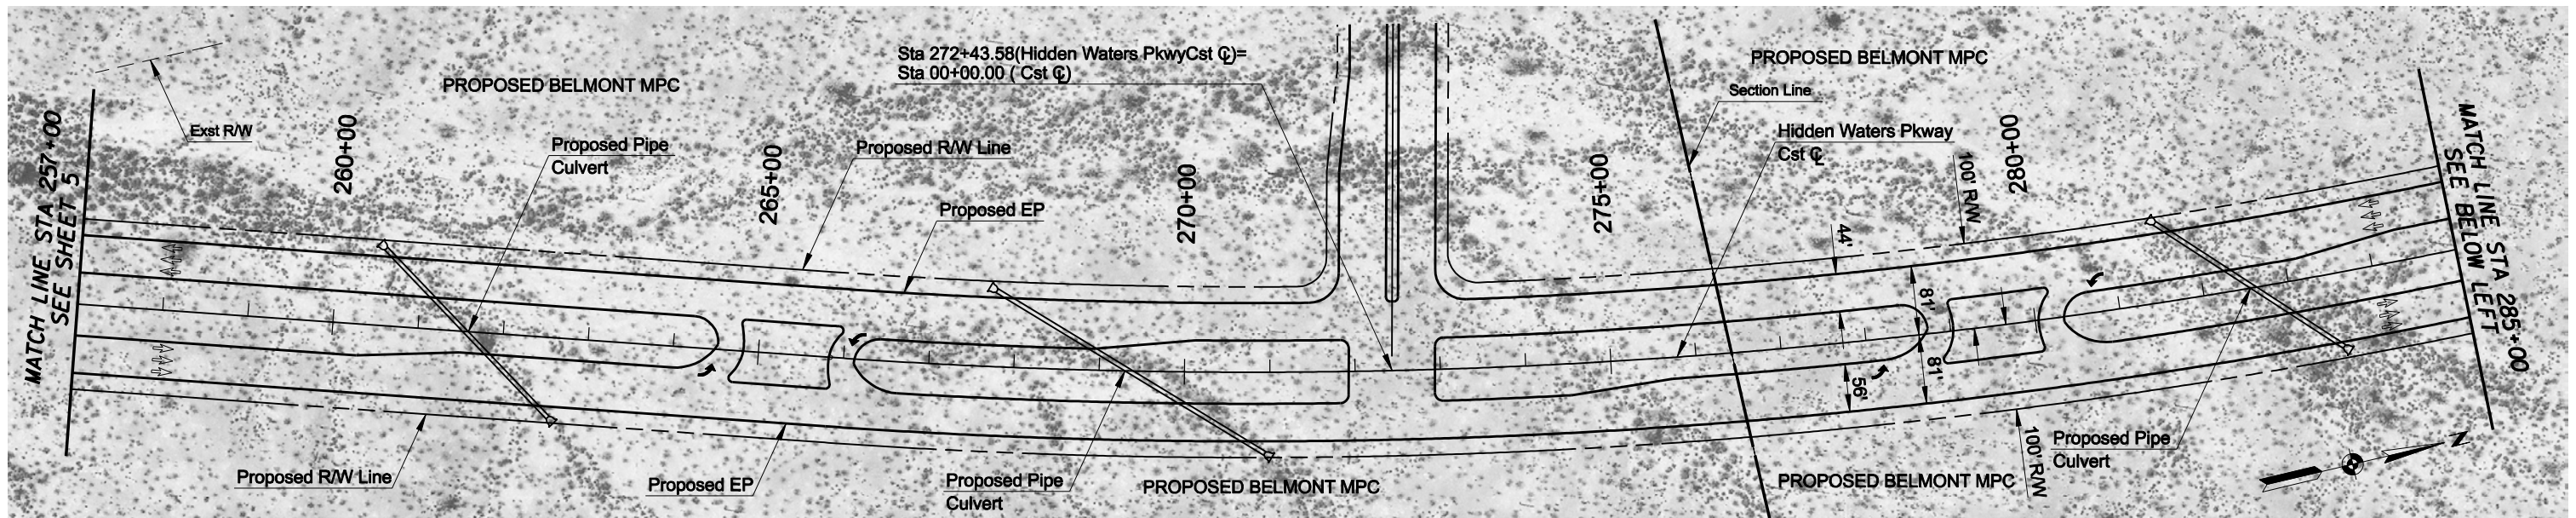 MATCH LINE STA 257+00
SEE SHEET 5
Exst R/W
260+00
PROPOSED BELMONT MPC
Proposed Pipe
Culvert
265+00
Proposed R/W Line
Proposed EP
Sta 272+43.58(Hidden Waters PkwyCst ℄)=
Sta 00+00.00 ( Cst ℄)
270+00
275+00
Section Line
PROPOSED BELMONT MPC
Hidden Waters Pkway
Cst ℄
100' R/W
282+00
44'
81'
81'
56'
MATCH LINE STA 285+00
SEE BELOW LEFT
Proposed R/W Line
Proposed EP
Proposed Pipe
Culvert
PROPOSED BELMONT MPC
PROPOSED BELMONT MPC
100' R/W
Proposed Pipe
Culvert
N